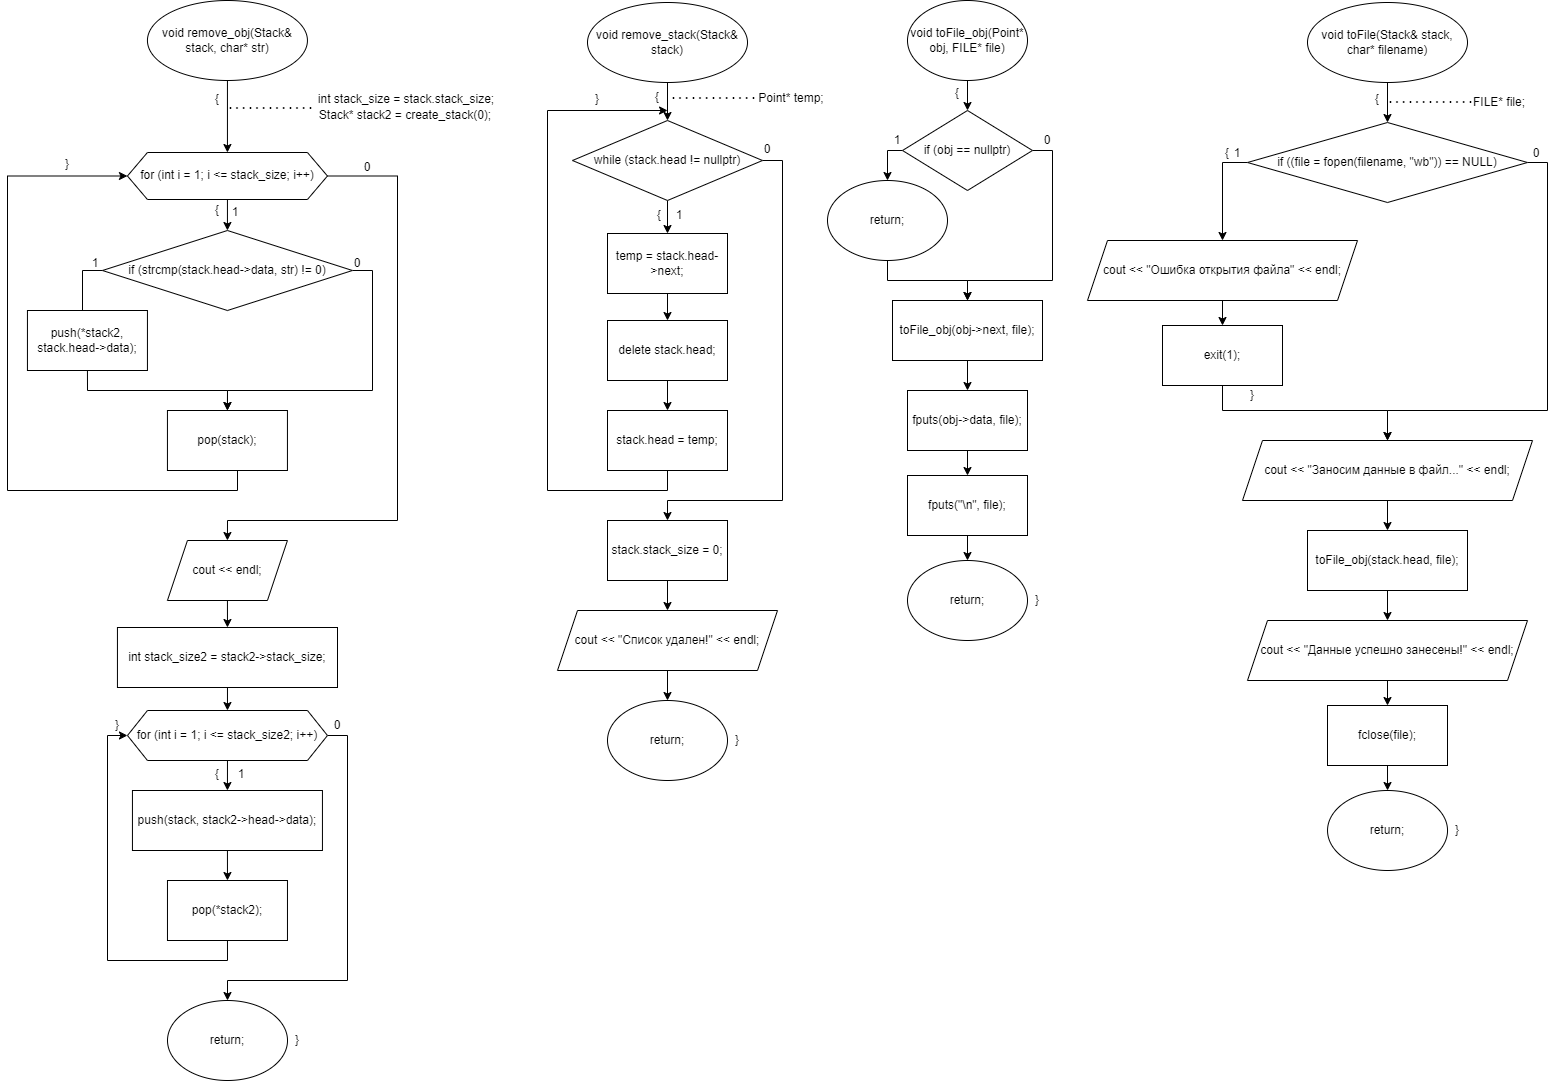 void remove_obj(Stack&
stack, char* str)
{
int stack_size = stack.stack_size;
Stack* stack2 = create_stack(0);
}
for (int i = 1; i <= stack_size; i++)
0
{
1
1
if (strcmp(stack.head->data, str) != 0)
0
push(*stack2,
stack.head->data);
pop(stack);
cout << endl;
int stack_size2 = stack2->stack_size;
}
for (int i = 1; i <= stack_size2; i++)
0
{
1
push(stack, stack2->head->data);
pop(*stack2);
return;
}
void remove_stack(Stack&
stack)
}
{
Point* temp;
while (stack.head != nullptr)
0
{
1
temp = stack.head-
>next;
delete stack.head;
stack.head = temp;
stack.stack_size = 0;
cout << "Список удален!" << endl;
return;
}
void toFile_obj(Point*
obj, FILE* file)
{
1
if (obj == nullptr)
0
return;
toFile_obj(obj->next, file);
fputs(obj->data, file);
fputs("\n", file);
return;
}
void toFile(Stack& stack,
char* filename)
{
FILE* file;
{ 1
if ((file = fopen(filename, "wb")) == NULL)
0
cout << "Ошибка открытия файла" << endl;
exit(1);
}
cout << "Заносим данные в файл..." << endl;
toFile_obj(stack.head, file);
cout << "Данные успешно занесены!" << endl;
fclose(file);
return;
}